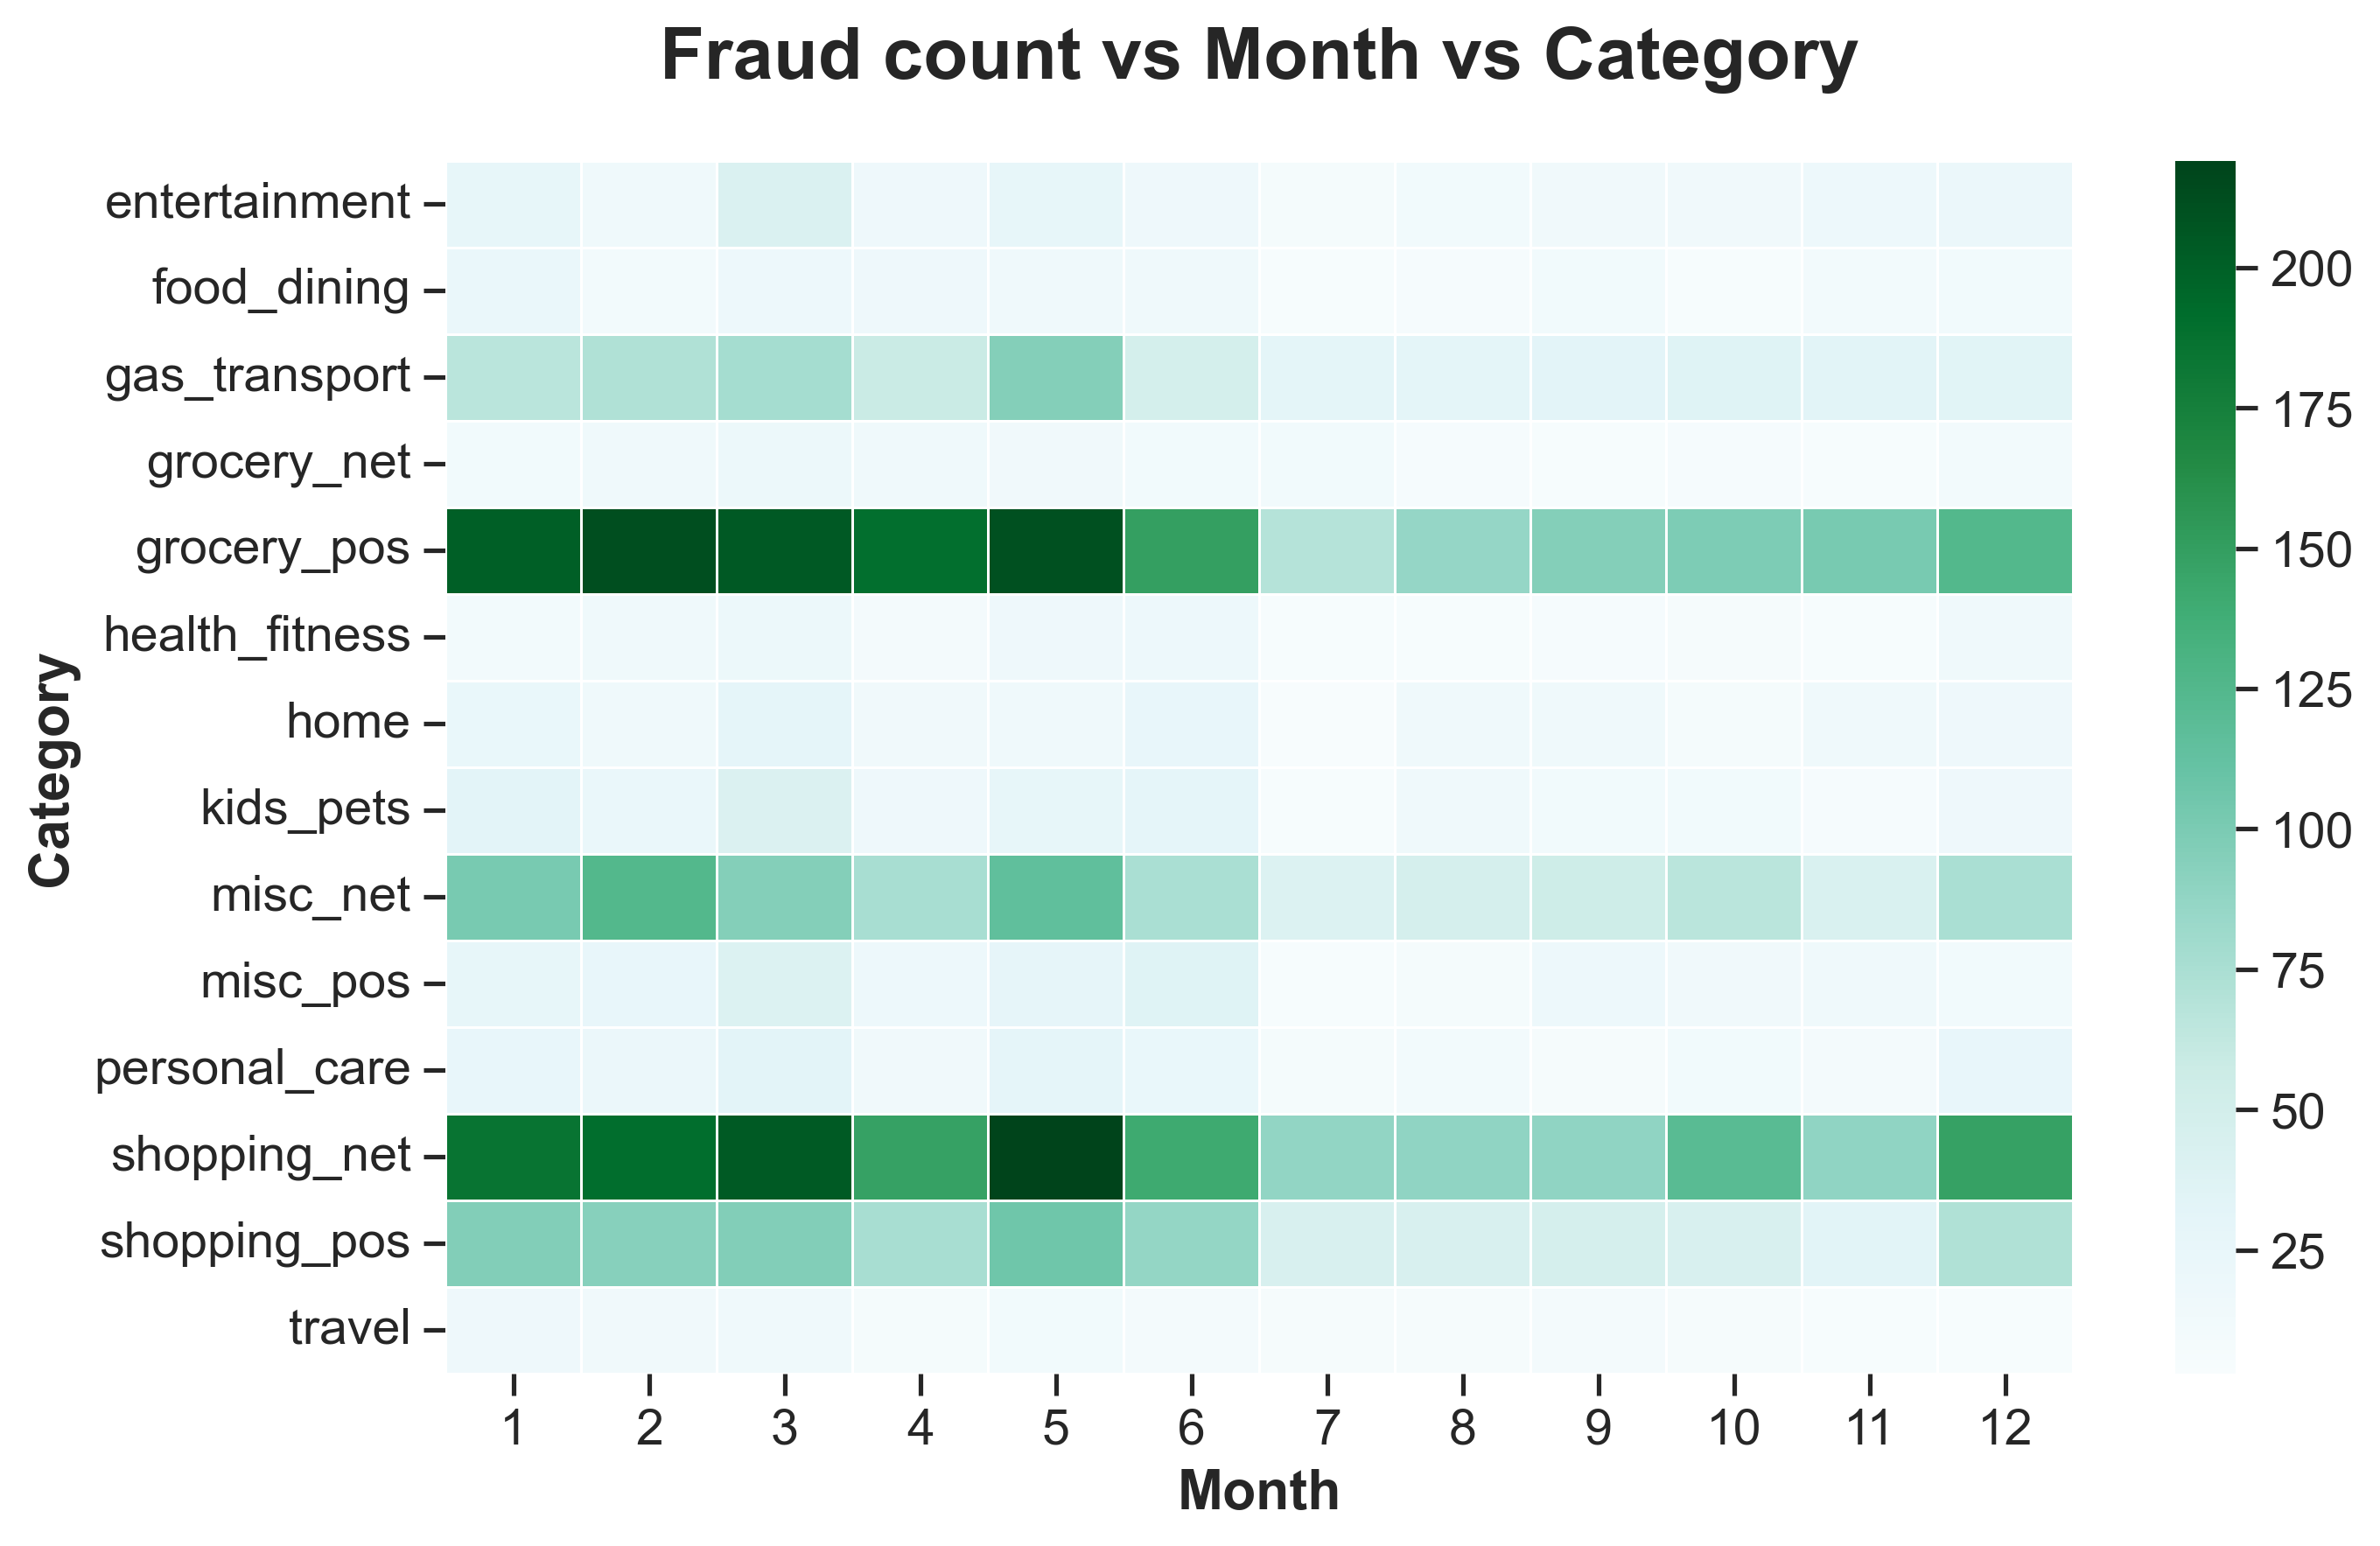 Fraud count vs Month vs Category
Category
entertainment
food_dining
gas_transport
grocery_net
grocery_pos
health_fitness
home
kids_pets
misc_net
misc_pos
personal_care
shopping_net
shopping_pos
travel
1 2 3 4 5 6 7 8 9 10 11 12
Month
200
175
150
125
100
75
50
25